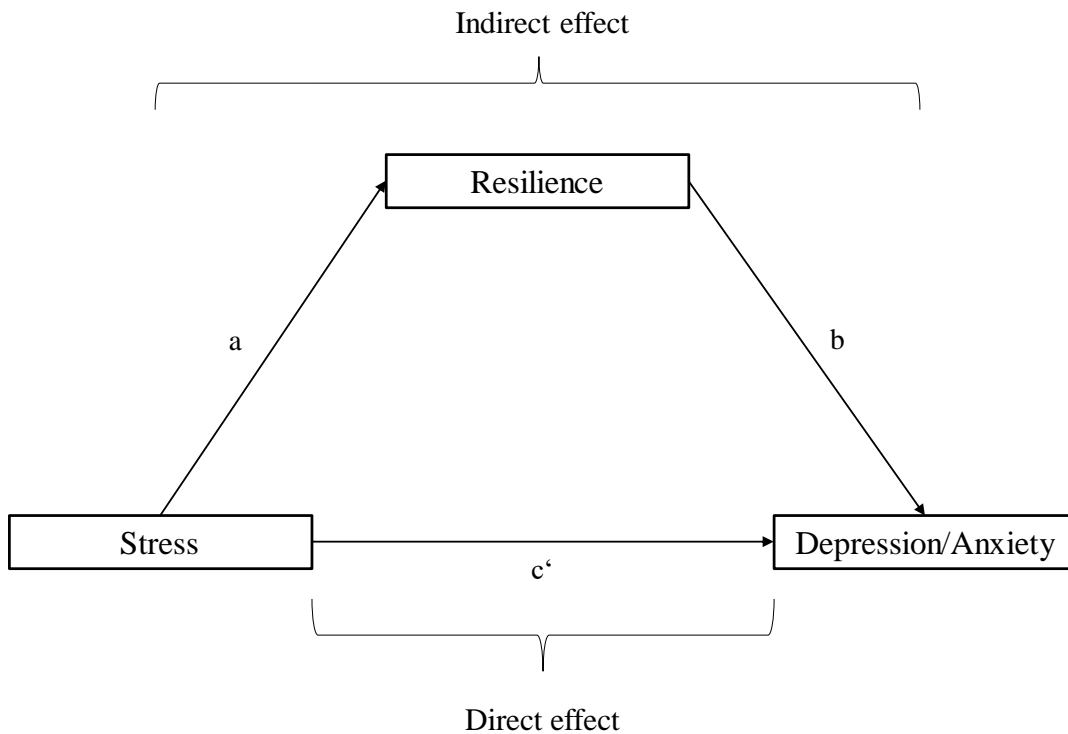 Indirect effect
Resilience
a
b
Stress
Depression/Anxiety
c‘
Direct effect